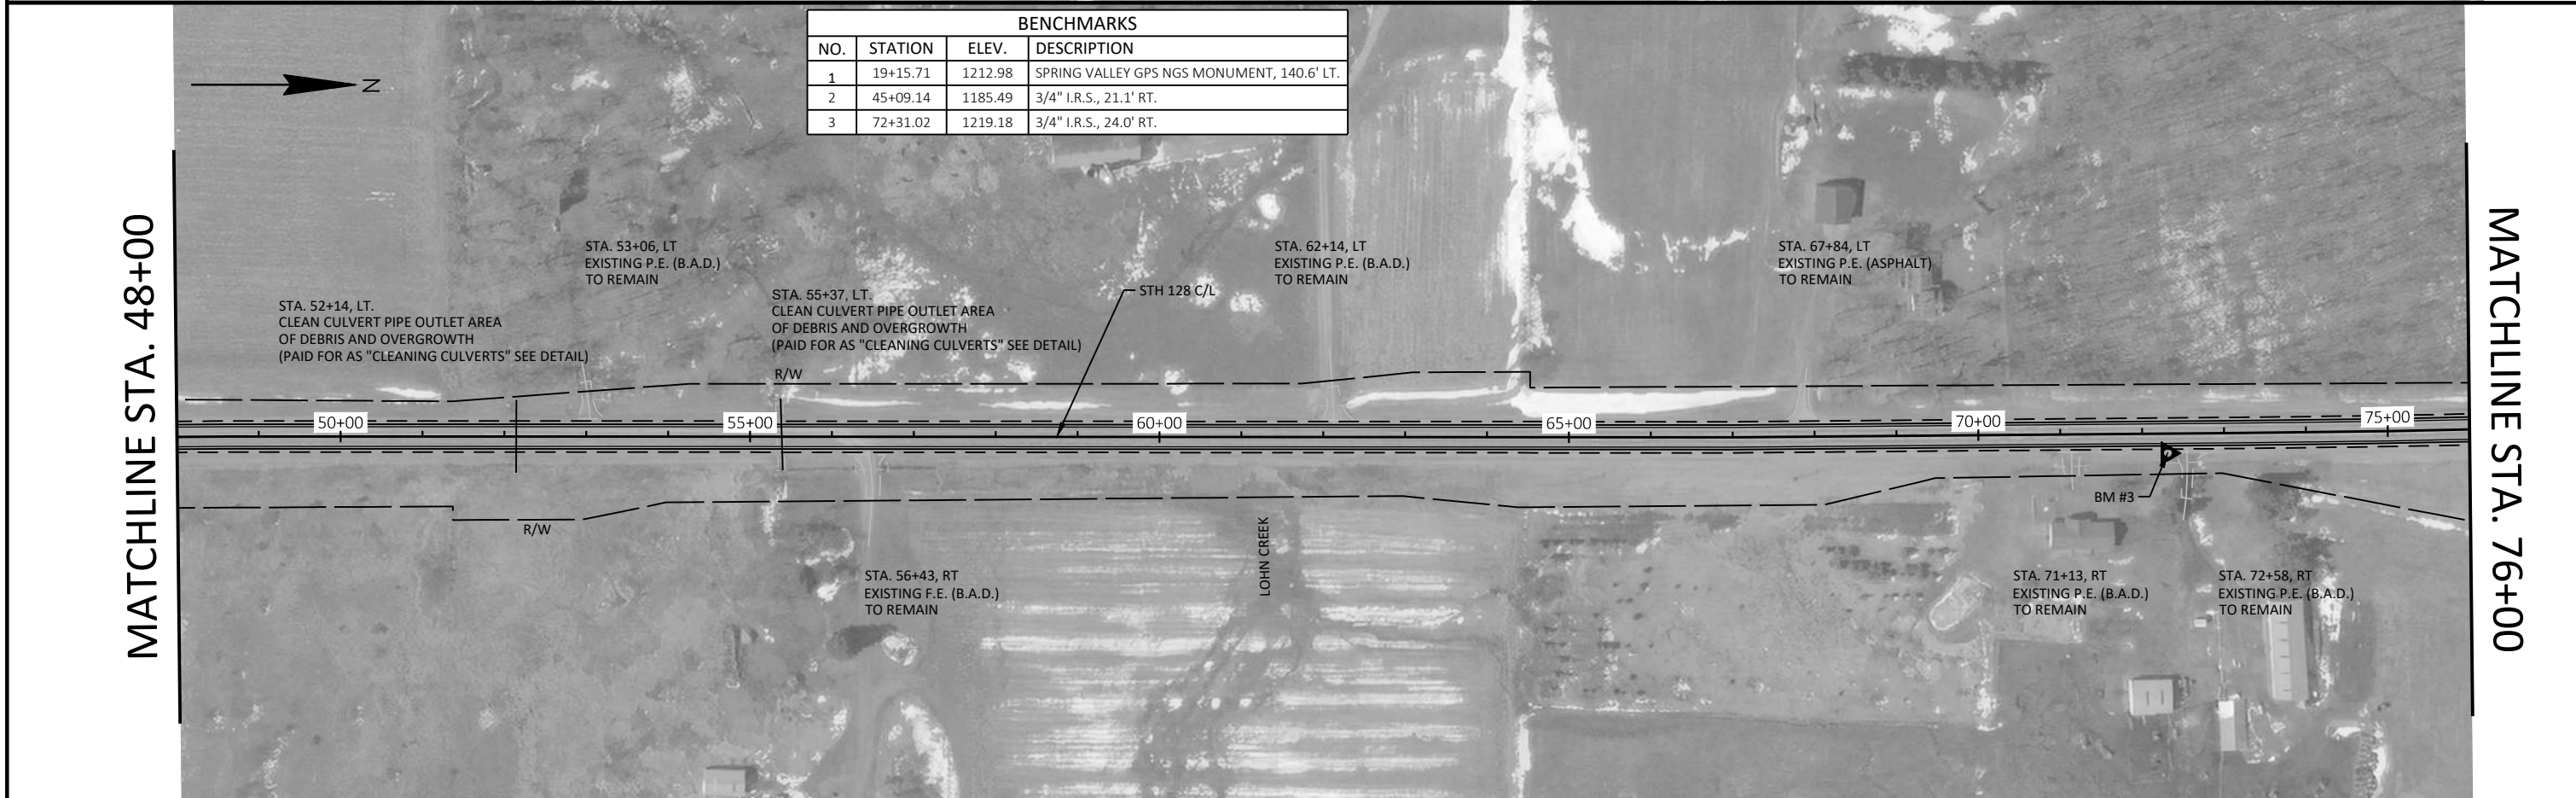 BENCHMARKS
NO. STATION ELEV. DESCRIPTION
1 19+15.71 1212.98 SPRING VALLEY GPS NGS MONUMENT, 140.6' LT.
2 45+09.14 1185.49 3/4" I.R.S., 21.1' RT.
3 72+31.02 1219.18 3/4" I.R.S., 24.0' RT.
N
MATCHLINE STA. 48+00
STA. 52+14, LT.
CLEAN CULVERT PIPE OUTLET AREA
OF DEBRIS AND OVERGROWTH
(PAID FOR AS "CLEANING CULVERTS" SEE DETAIL)
STA. 53+06, LT
EXISTING P.E. (B.A.D.)
TO REMAIN
STA. 55+37, LT.
CLEAN CULVERT PIPE OUTLET AREA
OF DEBRIS AND OVERGROWTH
(PAID FOR AS "CLEANING CULVERTS" SEE DETAIL)
R/W
STH 128 C/L
STA. 62+14, LT
EXISTING P.E. (B.A.D.)
TO REMAIN
STA. 67+84, LT
EXISTING P.E. (ASPHALT)
TO REMAIN
50+00
55+00
60+00
65+00
70+00
75+00
R/W
STA. 56+43, RT
EXISTING F.E. (B.A.D.)
TO REMAIN
LOHN CREEK
BM #3
STA. 71+13, RT
EXISTING P.E. (B.A.D.)
TO REMAIN
STA. 72+58, RT
EXISTING P.E. (B.A.D.)
TO REMAIN
MATCHLINE STA. 76+00